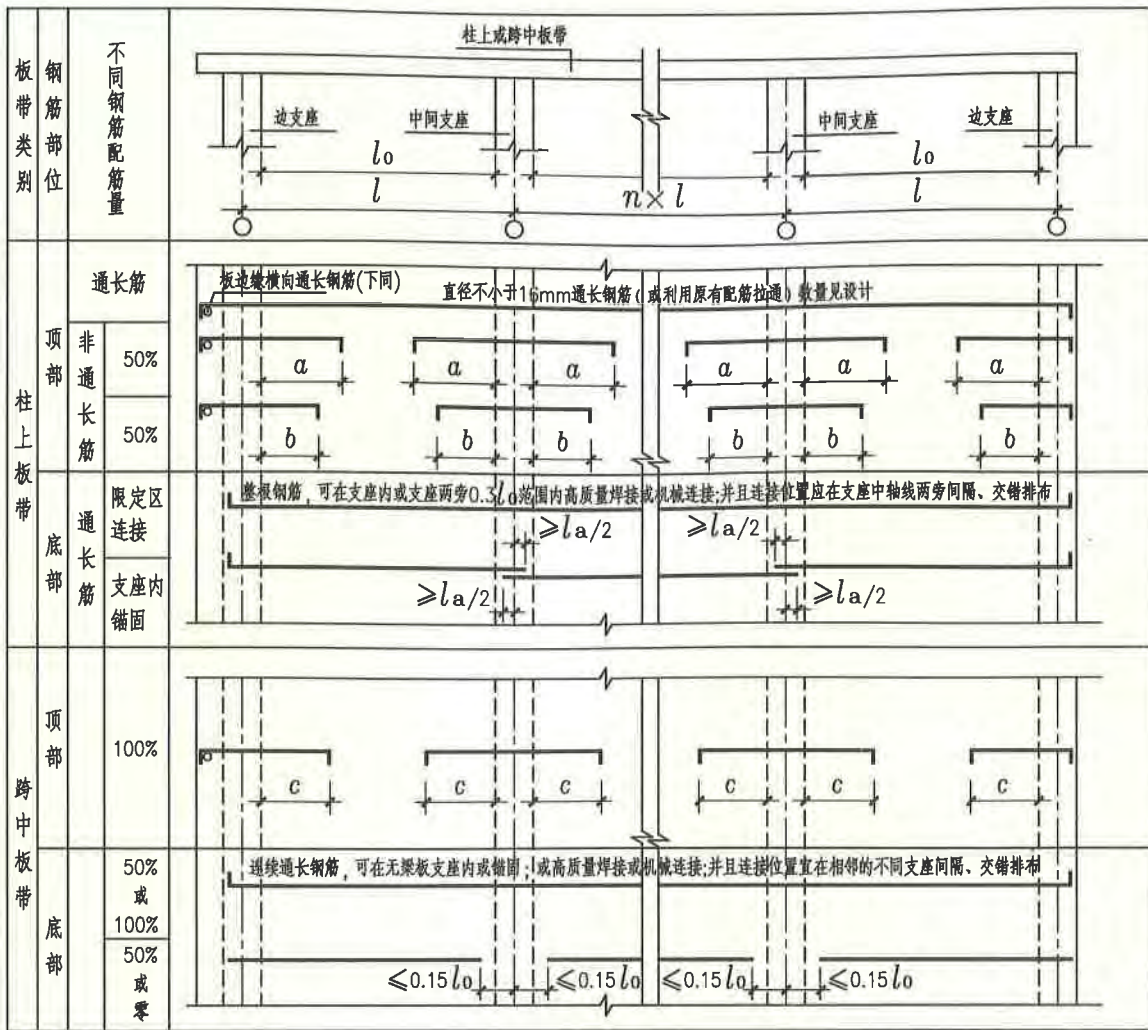 板带类别
钢筋部位
不同钢筋配筋量
柱上或跨中板带
边支座
中间支座
中间支座
边支座
l0
l0
l
n×l
l
柱上板带
顶部
通长筋
板边缘横向通长钢筋(下同)
直径不小于16mm通长钢筋(或利用原有配筋拉通)数量见设计
非通长筋
50%
a
a
a
a
a
a
50%
b
b
b
b
b
b
底部
通长筋
限定区连接
整根钢筋,可在支座内或支座两旁0.3l0范围内高质量焊接或机械连接;并且连接位置应在支座中轴线两旁间隔、交错排布
≥la/2
≥la/2
支座内锚固
≥la/2
≥la/2
跨中板带
顶部
100%
c
c
c
c
c
c
底部
50%
或
100%
连续通长钢筋,可在无梁板支座内或锚固;或高质量焊接或机械连接;并且连接位置宜在相邻的不同支座间隔、交错排布
50%
或
零
≤0.15l0
≤0.15l0
≤0.15l0
≤0.15l0